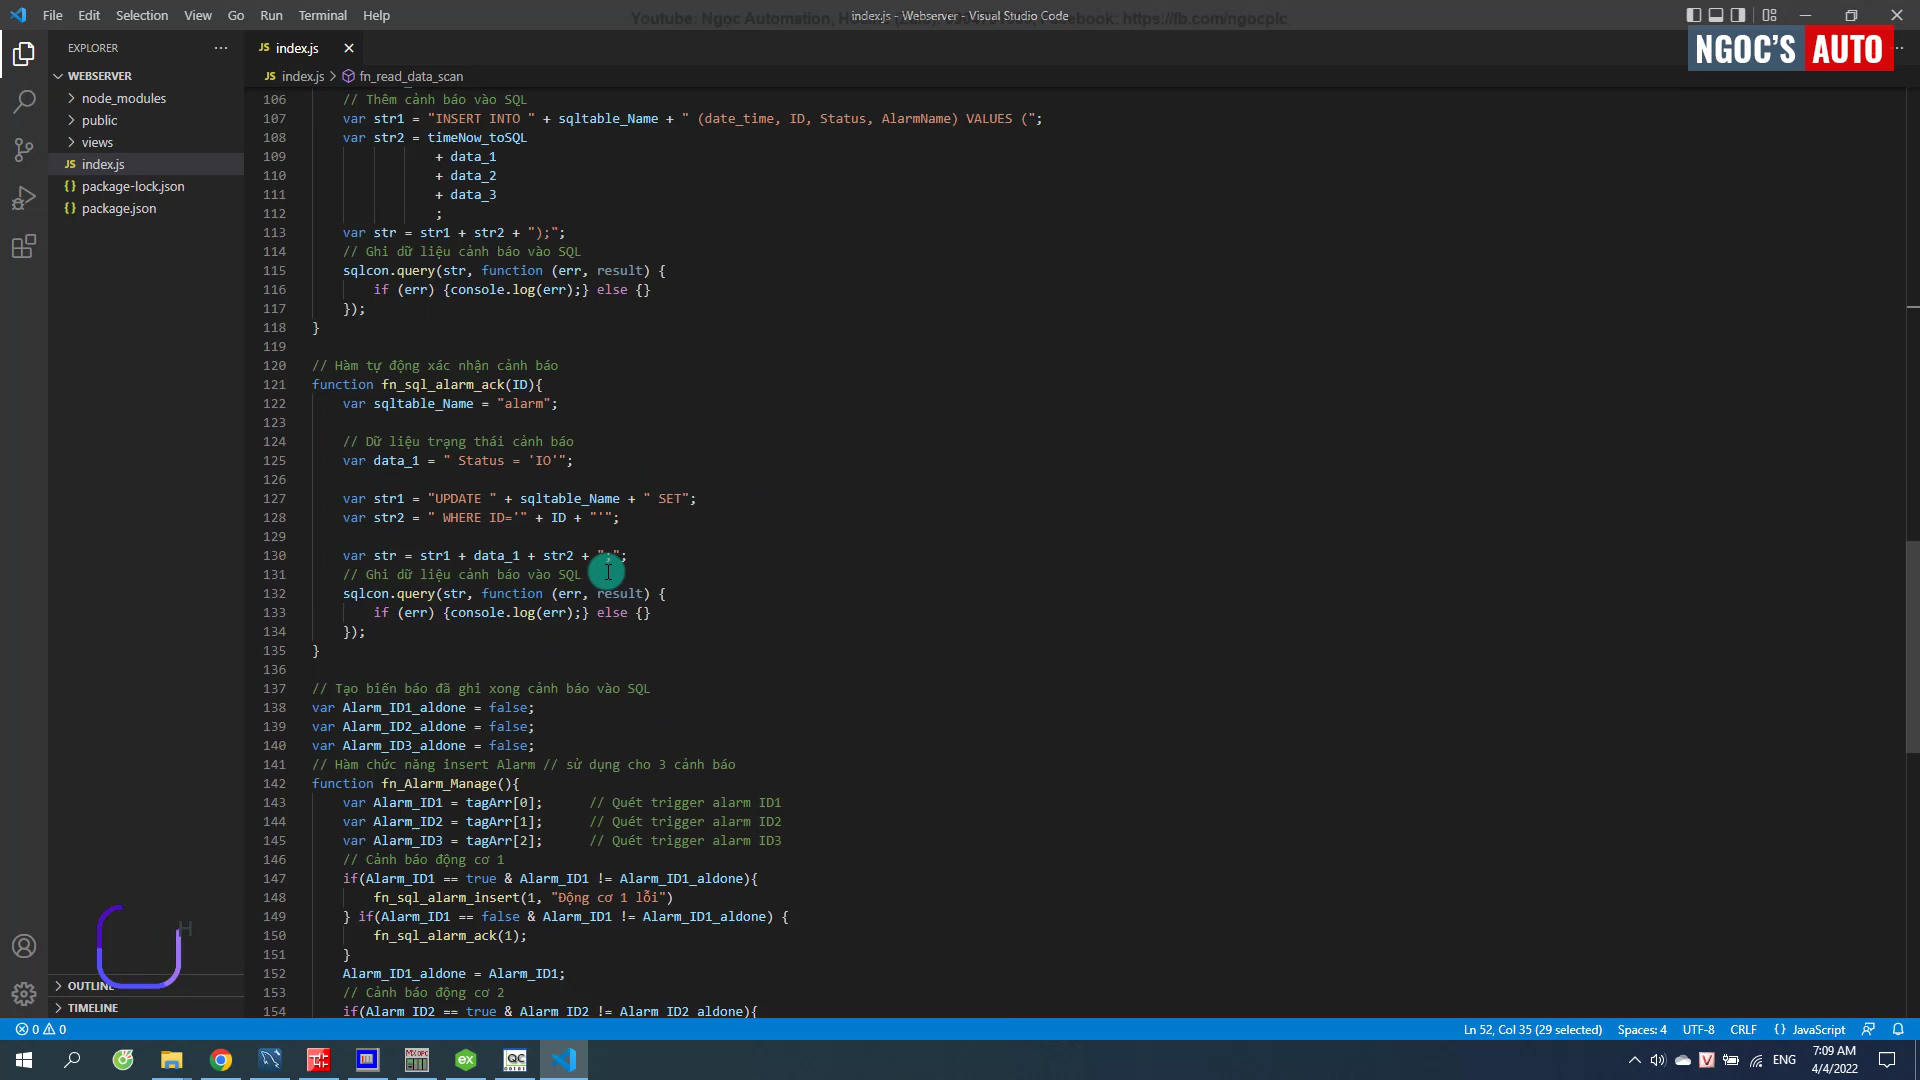 File Edit Selection View Go Run Terminal Help
Youtube: Ngoc Automation,
index.js - Webserver - Visual Studio Code
Facebook: https://fb.com/ngocplc
NGOC'S AUTO
EXPLORER
WEBSERVER
node_modules
public
views
JS index.js
{} package-lock.json
{} package.json
OUTLINE
TIMELINE
JS index.js
JS index.js > fn_read_data_scan
106 // Thêm cảnh báo vào SQL
107 var str1 = "INSERT INTO " + sqltable_Name + " (date_time, ID, Status, AlarmName) VALUES (";
108 var str2 = timeNow_toSQL
109 + data_1
110 + data_2
111 + data_3
112 ;
113 var str = str1 + str2 + ");";
114 // Ghi dữ liệu cảnh báo vào SQL
115 sqlcon.query(str, function (err, result) {
116 if (err) {console.log(err);} else {}
117 });
118 }
119
120 // Hàm tự động xác nhận cảnh báo
121 function fn_sql_alarm_ack(ID){
122 var sqltable_Name = "alarm";
123
124 // Dữ liệu trạng thái cảnh báo
125 var data_1 = " Status = 'IO'";
126
127 var str1 = "UPDATE " + sqltable_Name + " SET";
128 var str2 = " WHERE ID='" + ID + "'";
129
130 var str = str1 + data_1 + str2 + ";";
131 // Ghi dữ liệu cảnh báo vào SQL
132 sqlcon.query(str, function (err, result) {
133 if (err) {console.log(err);} else {}
134 });
135 }
136
137 // Tạo biến báo đã ghi xong cảnh báo vào SQL
138 var Alarm_ID1_aldone = false;
139 var Alarm_ID2_aldone = false;
140 var Alarm_ID3_aldone = false;
141 // Hàm chức năng insert Alarm // sử dụng cho 3 cảnh báo
142 function fn_Alarm_Manage(){
143 var Alarm_ID1 = tagArr[0]; // Quét trigger alarm ID1
144 var Alarm_ID2 = tagArr[1]; // Quét trigger alarm ID2
145 var Alarm_ID3 = tagArr[2]; // Quét trigger alarm ID3
146 // Cảnh báo động cơ 1
147 if(Alarm_ID1 == true & Alarm_ID1 != Alarm_ID1_aldone){
148 fn_sql_alarm_insert(1, "Động cơ 1 lỗi")
149 } if(Alarm_ID1 == false & Alarm_ID1 != Alarm_ID1_aldone) {
150 fn_sql_alarm_ack(1);
151 }
152 Alarm_ID1_aldone = Alarm_ID1;
153 // Cảnh báo động cơ 2
154 if(Alarm_ID2 == true & Alarm_ID2 != Alarm_ID2_aldone){
0 0
Ln 52, Col 35 (29 selected) Spaces: 4 UTF-8 CRLF {} JavaScript
MX OPC
ex
QC
V
ENG
7:09 AM
4/4/2022